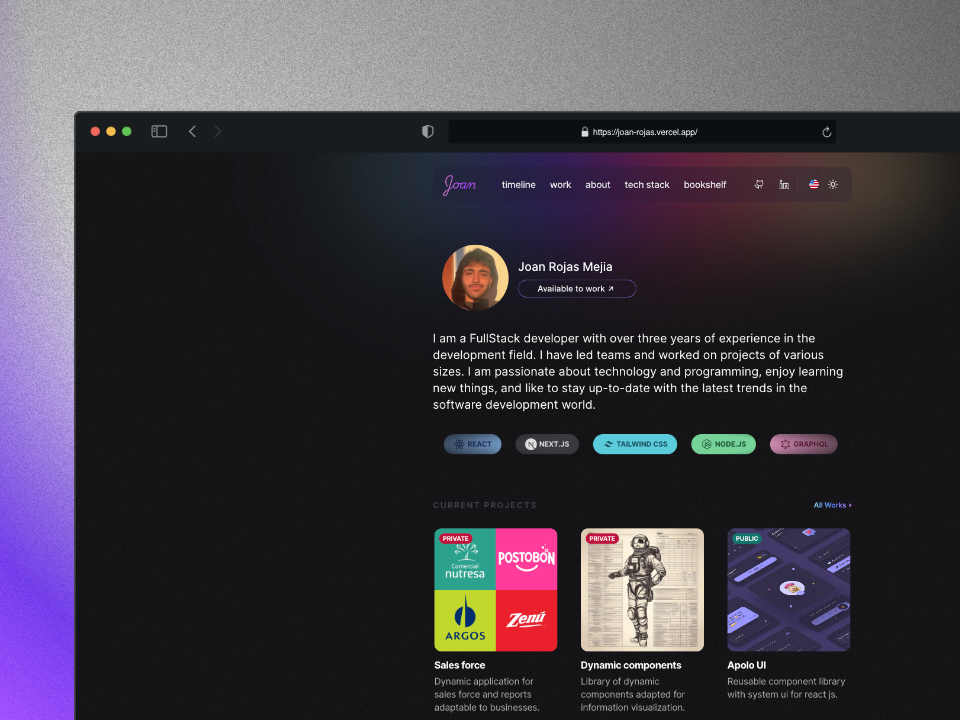 https://joan-rojas.vercel.app/
Joan
timeline
work
about
tech stack
bookshelf
Joan Rojas Mejia
Available to work ↗
I am a FullStack developer with over three years of experience in the
development field. I have led teams and worked on projects of various
sizes. I am passionate about technology and programming, enjoy learning
new things, and like to stay up-to-date with the latest trends in the
software development world.
REACT
NEXT.JS
TAILWIND CSS
NODE.JS
GRAPHQL
CURRENT PROJECTS
All Works
PRIVATE
Comercial
nutresa
POSTOBÓN
ARGOS
Zenú
Sales force
Dynamic application for
sales force and reports
adaptable to businesses.
PRIVATE
Dynamic components
Library of dynamic
components adapted for
information visualization.
PUBLIC
Apolo UI
Reusable component library
with system ui for react js.